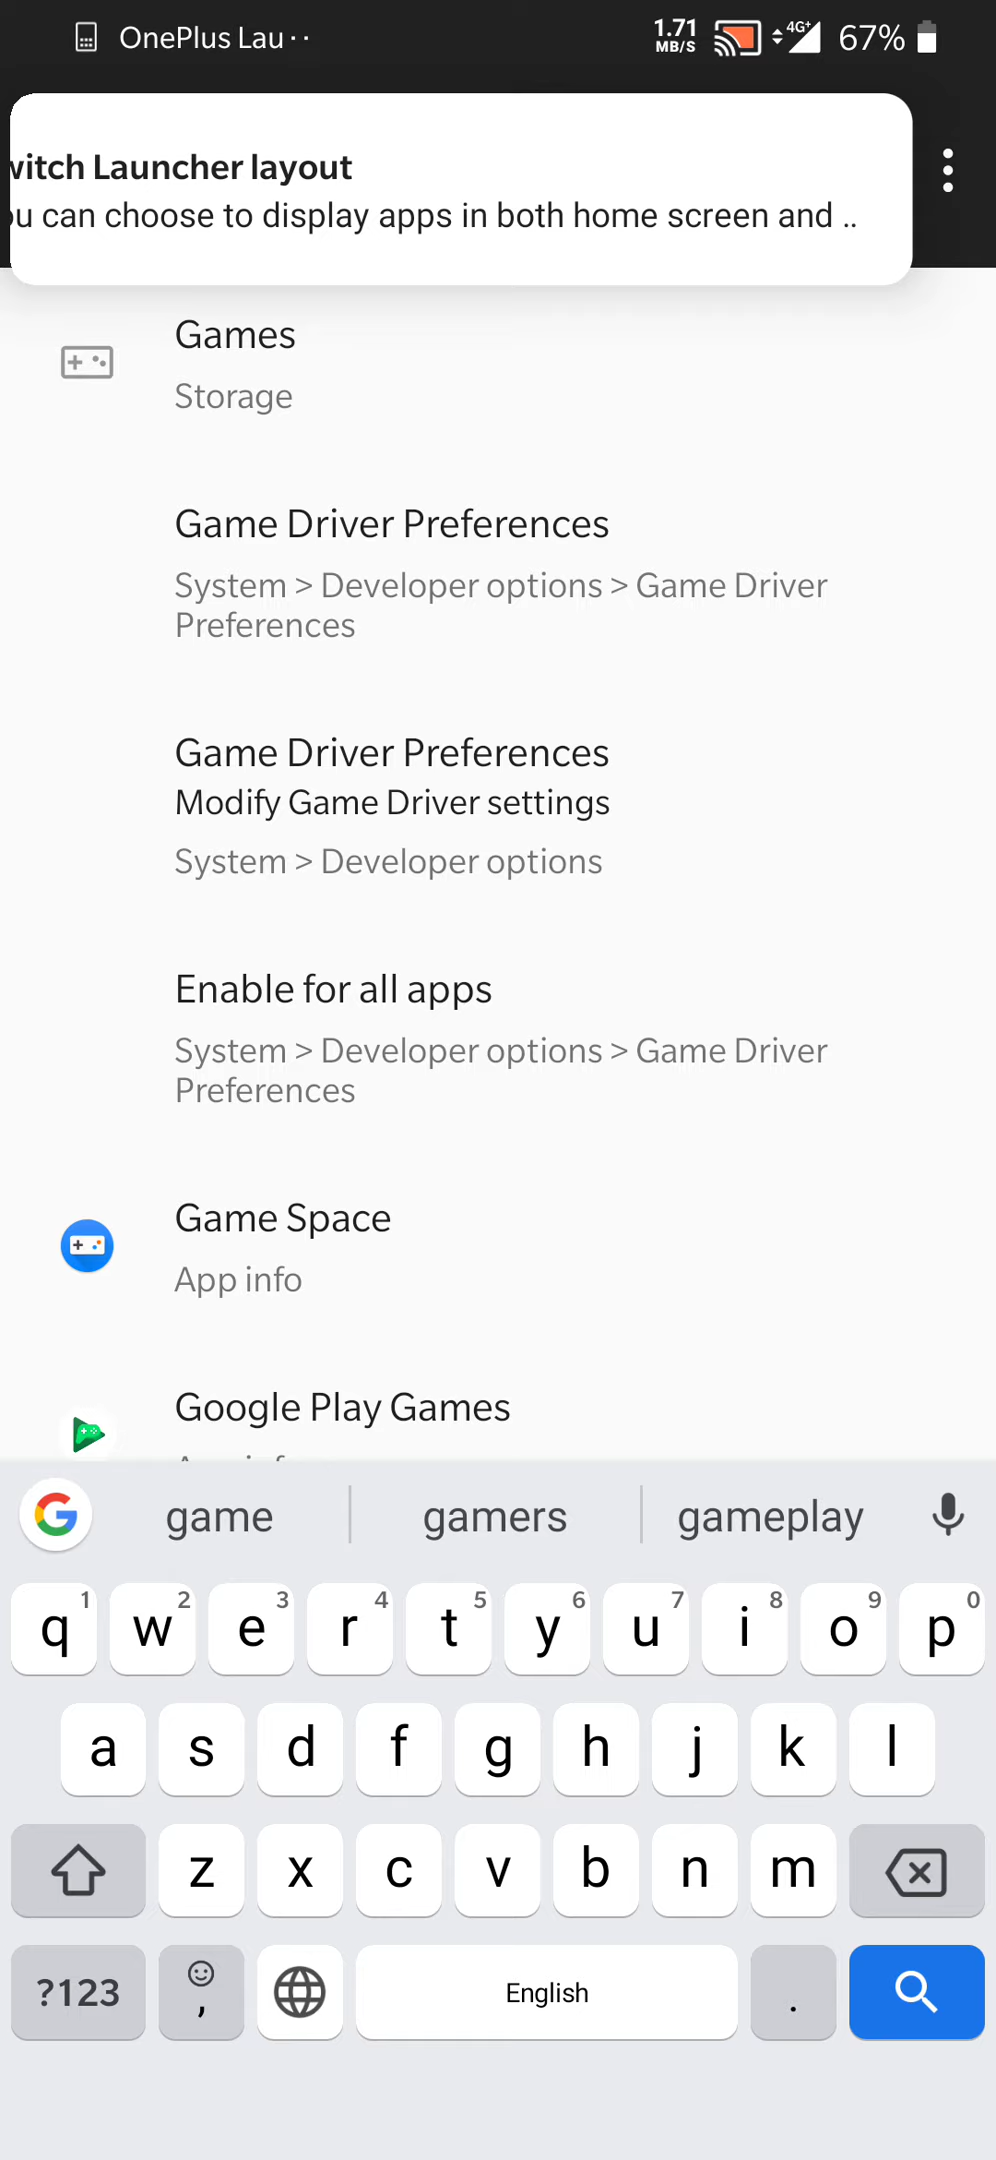 OnePlus Lau··
1.71
MB/S
4G+
67%
witch Launcher layout
ou can choose to display apps in both home screen and ..
Games
Storage
Game Driver Preferences
System > Developer options > Game Driver
Preferences
Game Driver Preferences
Modify Game Driver settings
System > Developer options
Enable for all apps
System > Developer options > Game Driver
Preferences
Game Space
App info
Google Play Games
game gamers gameplay
q 1 w 2 e 3 r 4 t 5 y 6 u 7 i 8 o 9 p 0
a s d f g h j k l
z x c v b n m
?123 , English .